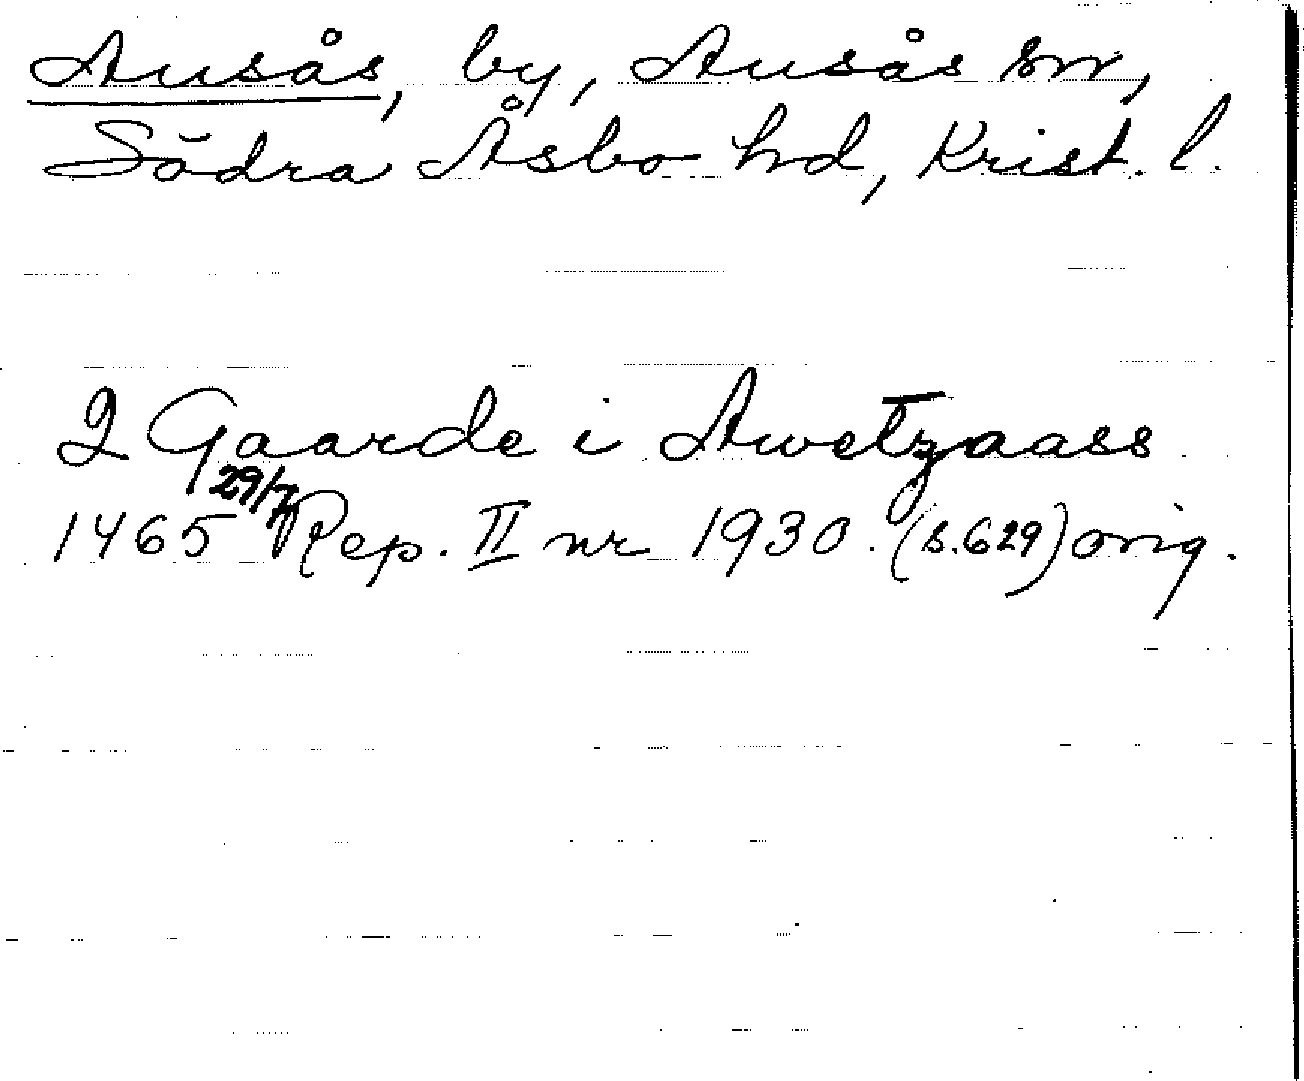 Ausås, by, Ausås sn,
Södra Åsbo hd, Krist. l.
2 Gaarde i Awetzaass
1465 29/7 Rep. II nr 1930. (s. 629) orig.